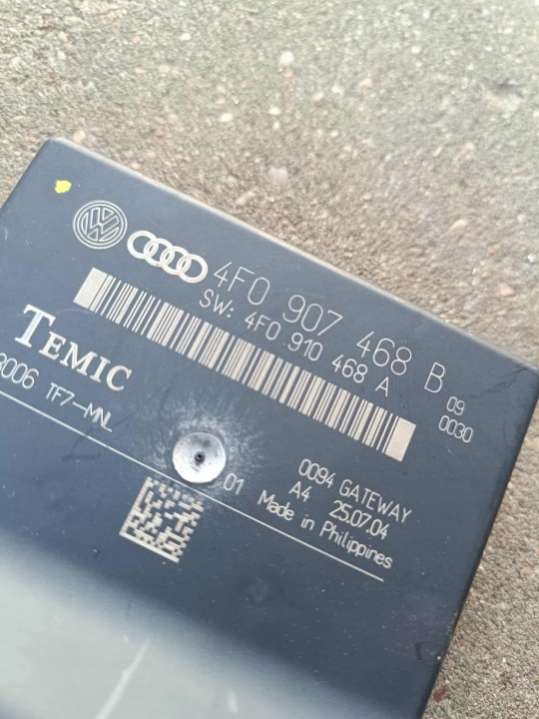 4F0 907 468 B
SW: 4F0 910 468 A
09
0030
TEMIC
TF7-MNL
01
0094 GATEWAY
A4 25.07.04
Made in Philippines